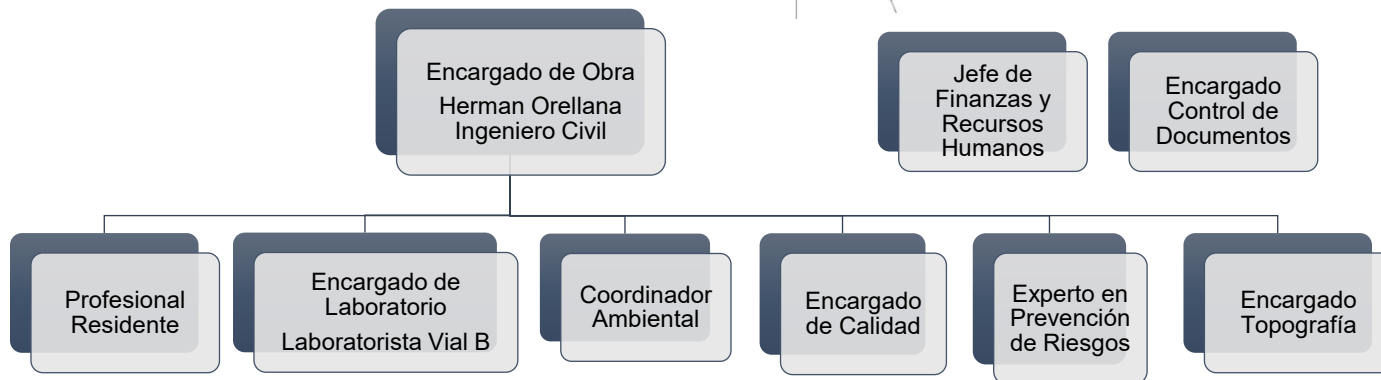 Encargado de Obra
Herman Orellana
Ingeniero Civil
Jefe de
Finanzas y
Recursos
Humanos
Encargado
Control de
Documentos
Profesional
Residente
Encargado de
Laboratorio
Laboratorista Vial B
Coordinador
Ambiental
Encargado
de Calidad
Experto en
Prevención
de Riesgos
Encargado
Topografía